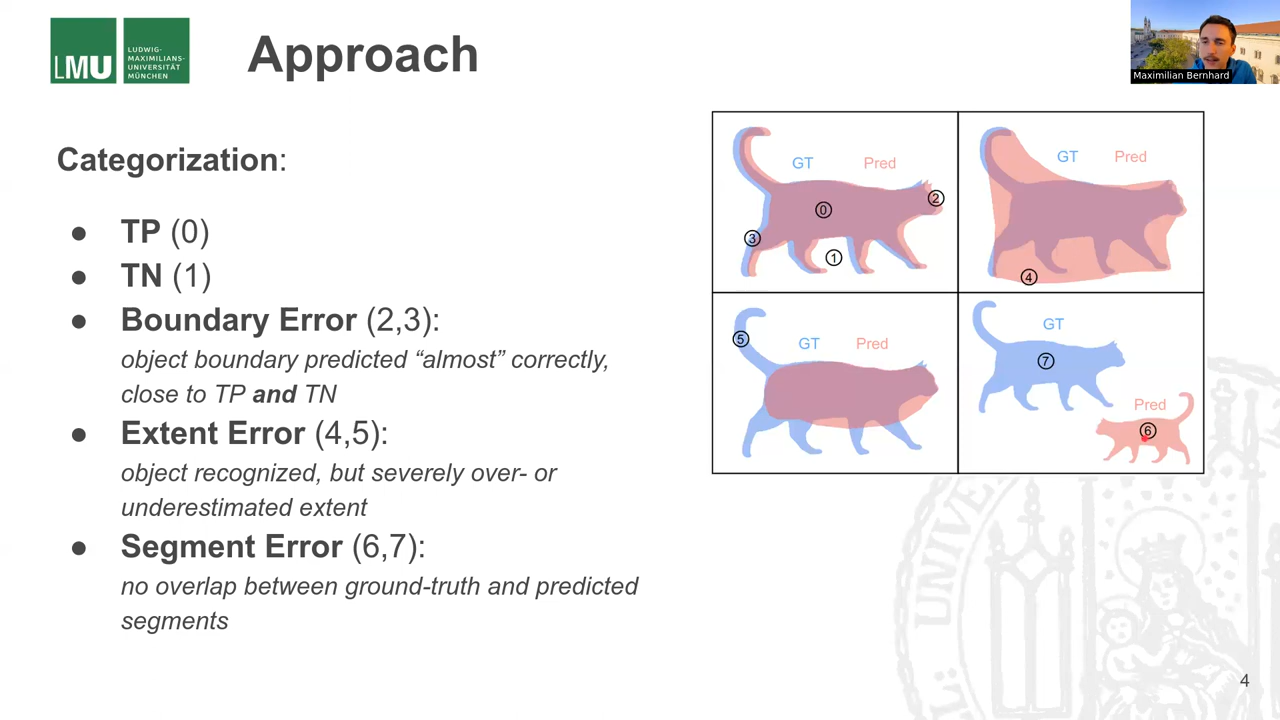 LMU
LUDWIG-
MAXIMILIANS-
UNIVERSITÄT
MÜNCHEN
Approach
Maximilian Bernhard
Categorization:
● TP (0)
● TN (1)
● Boundary Error (2,3):
object boundary predicted “almost” correctly,
close to TP and TN
● Extent Error (4,5):
object recognized, but severely over- or
underestimated extent
● Segment Error (6,7):
no overlap between ground-truth and predicted
segments
GT Pred
0
1
2
3
GT Pred
4
GT Pred
5
GT
7
Pred
6
4